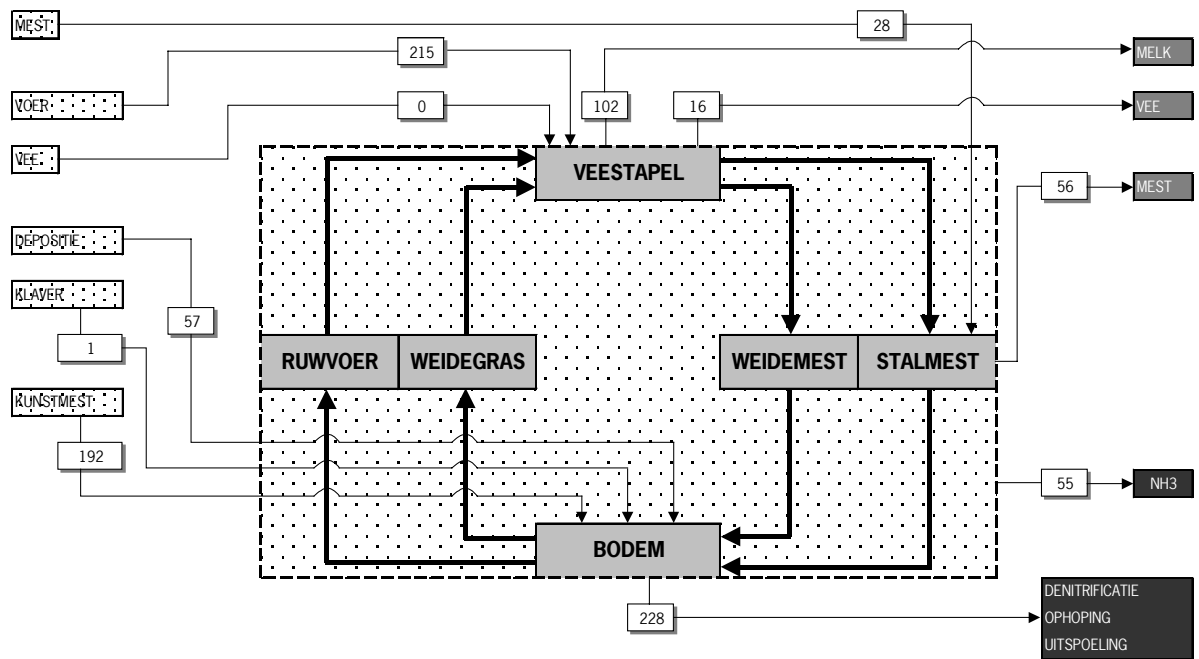 MEST
28
215
MELK
VOER
0
102
16
VEE
VEE
VEESTAPEL
56
MEST
DEPOSITIE
KLAVER
57
1
RUWVOER
WEIDEGRAS
WEIDEMEST
STALMEST
KUNSTMEST
192
55
NH3
BODEM
228
DENITRIFICATIE
OPHOPING
UITSPOELING